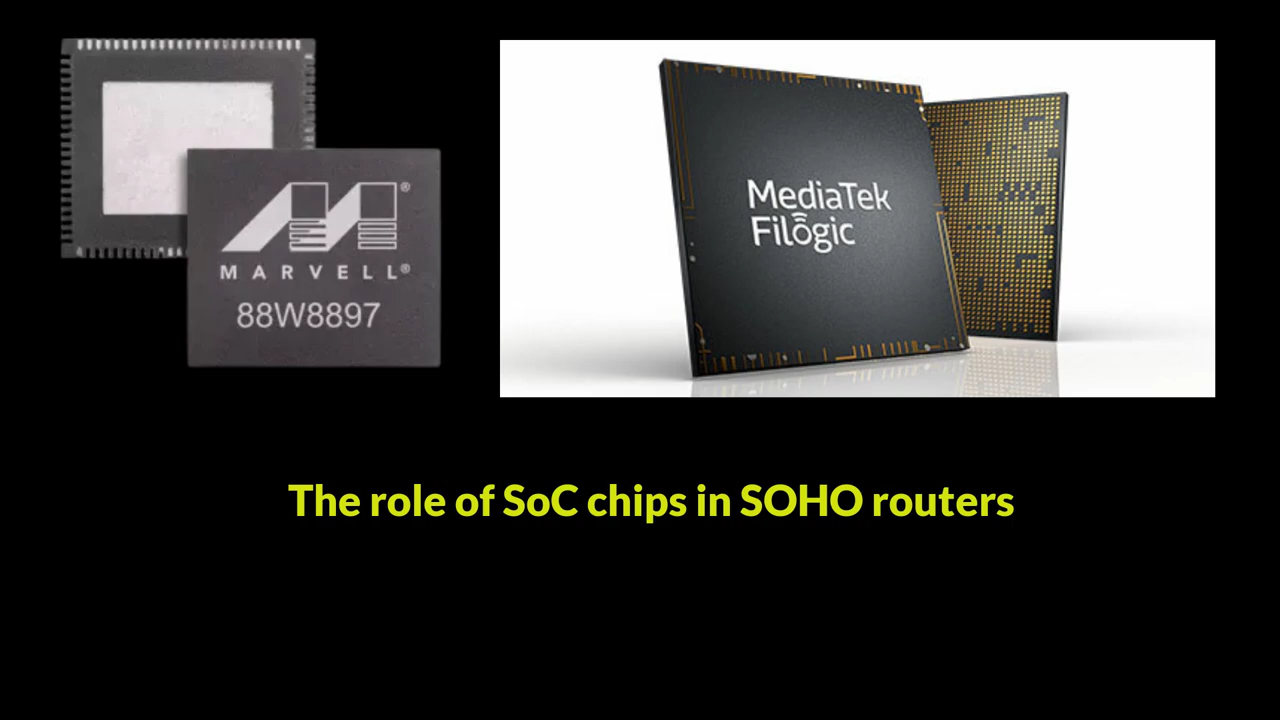 MARVELL®
88W8897
MediaTek
Filogic
The role of SoC chips in SOHO routers